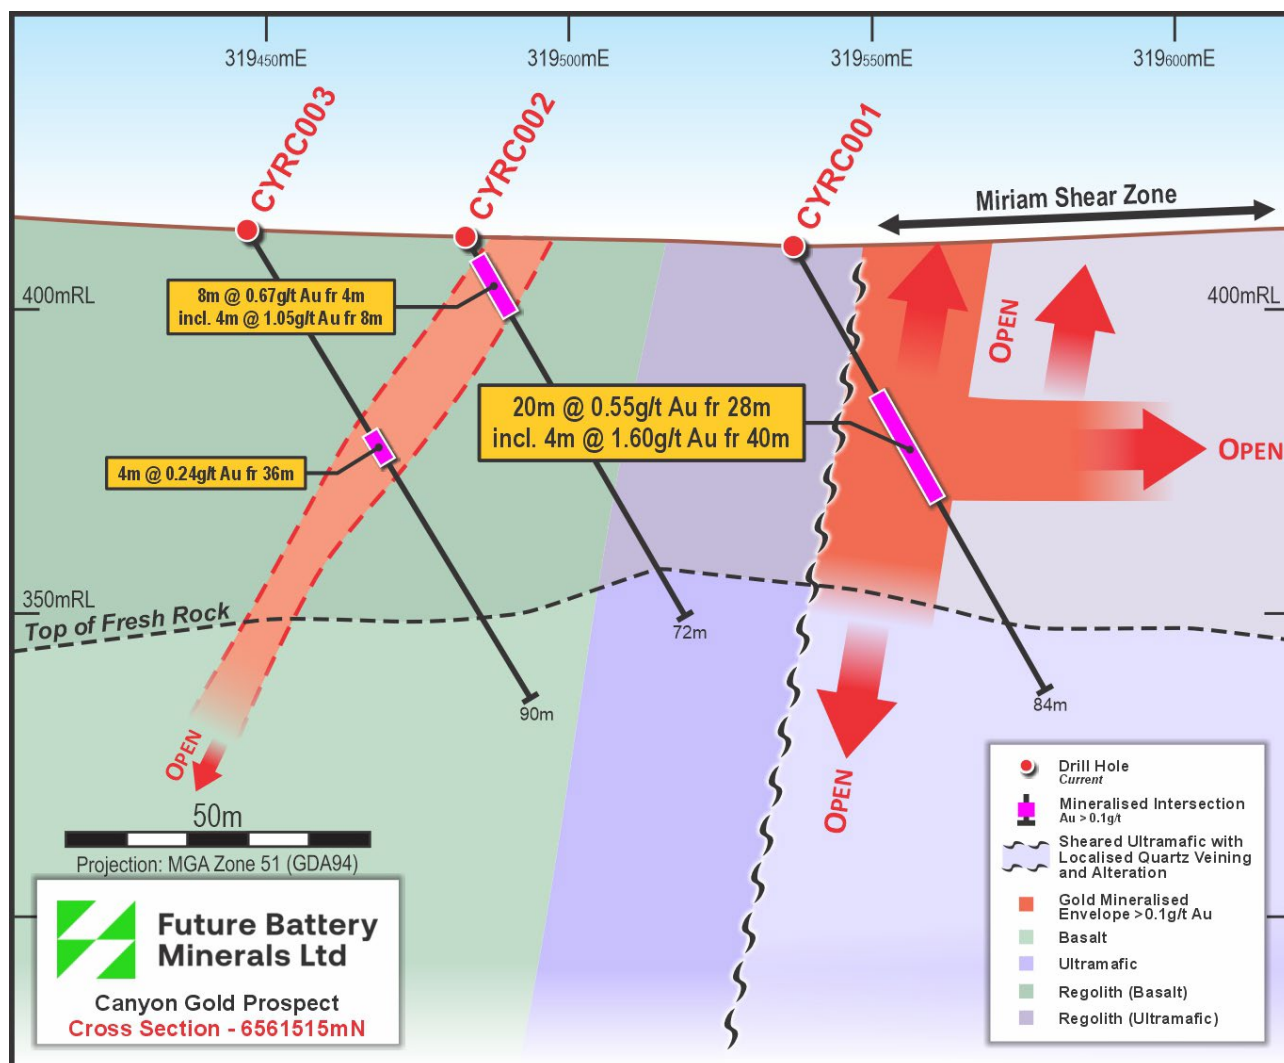 319450mE
319500mE
319550mE
319600mE
CYRC003
CYRC002
CYRC001
Miriam Shear Zone
400mRL
400mRL
8m @ 0.67g/t Au fr 4m
incl. 4m @ 1.05g/t Au fr 8m
20m @ 0.55g/t Au fr 28m
incl. 4m @ 1.60g/t Au fr 40m
4m @ 0.24g/t Au fr 36m
OPEN
OPEN
350mRL
Top of Fresh Rock
72m
90m
84m
OPEN
OPEN
50m
Projection: MGA Zone 51 (GDA94)
Future Battery
Minerals Ltd
Canyon Gold Prospect
Cross Section - 6561515mN
Drill Hole
Current
Mineralised Intersection
Au > 0.1g/t
Sheared Ultramafic with
Localised Quartz Veining
and Alteration
Gold Mineralised
Envelope >0.1g/t Au
Basalt
Ultramafic
Regolith (Basalt)
Regolith (Ultramafic)